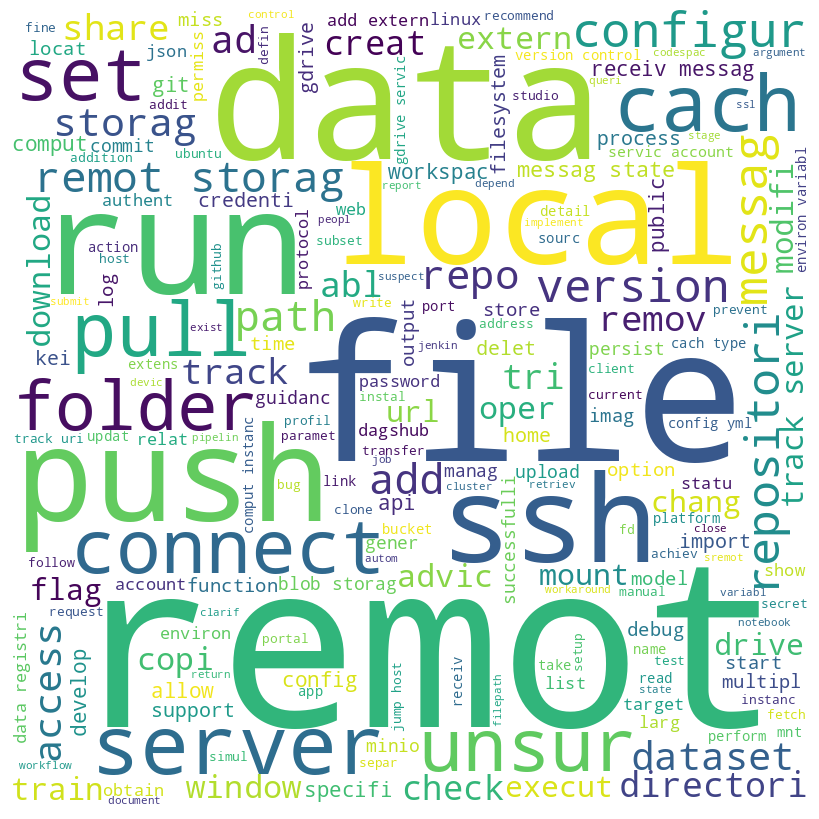 fine share miss ad add extern linux control recommend configur
locat json permiss defin gdrive creat extern version control codespac argument
set git data receiv messag queri
addit filesystem studio cach ssl
storag
comput commit ubuntu gdrive servic process stage
addition workspac messag state servic account
remot storag report depend
download authent credenti web local detail public messag modifi environ variabl
action protocol peopl subset implement sourc
host github
log run abl repo version
submit suspect write port store prevent
pull exist path output address remov repositori track server
time jenkin delet persist cach type
kei extens track client
devic guidanc password tri current
folder profil instal url oper imag config yml
track uri updat relat paramet dagshub home
pipelin transfer
push comput instanc job add manag upload option statu
bug link cluster retriev platform close
clone api fd chang
connect bucket ssh import
gener successfulli achiev
follow autom sremot show
flag account function blob storag advic mount model variabl
request workaround manual secret
data registri access clarif environ remot debug notebook
develop portal name test
copi jump host receiv setup drive
return config take read start
allow app filepath list state multipl
support target instanc
server minio larg mnt fetch
workflow simul separ unsur dataset perform
train obtain window specifi check execut directori
document